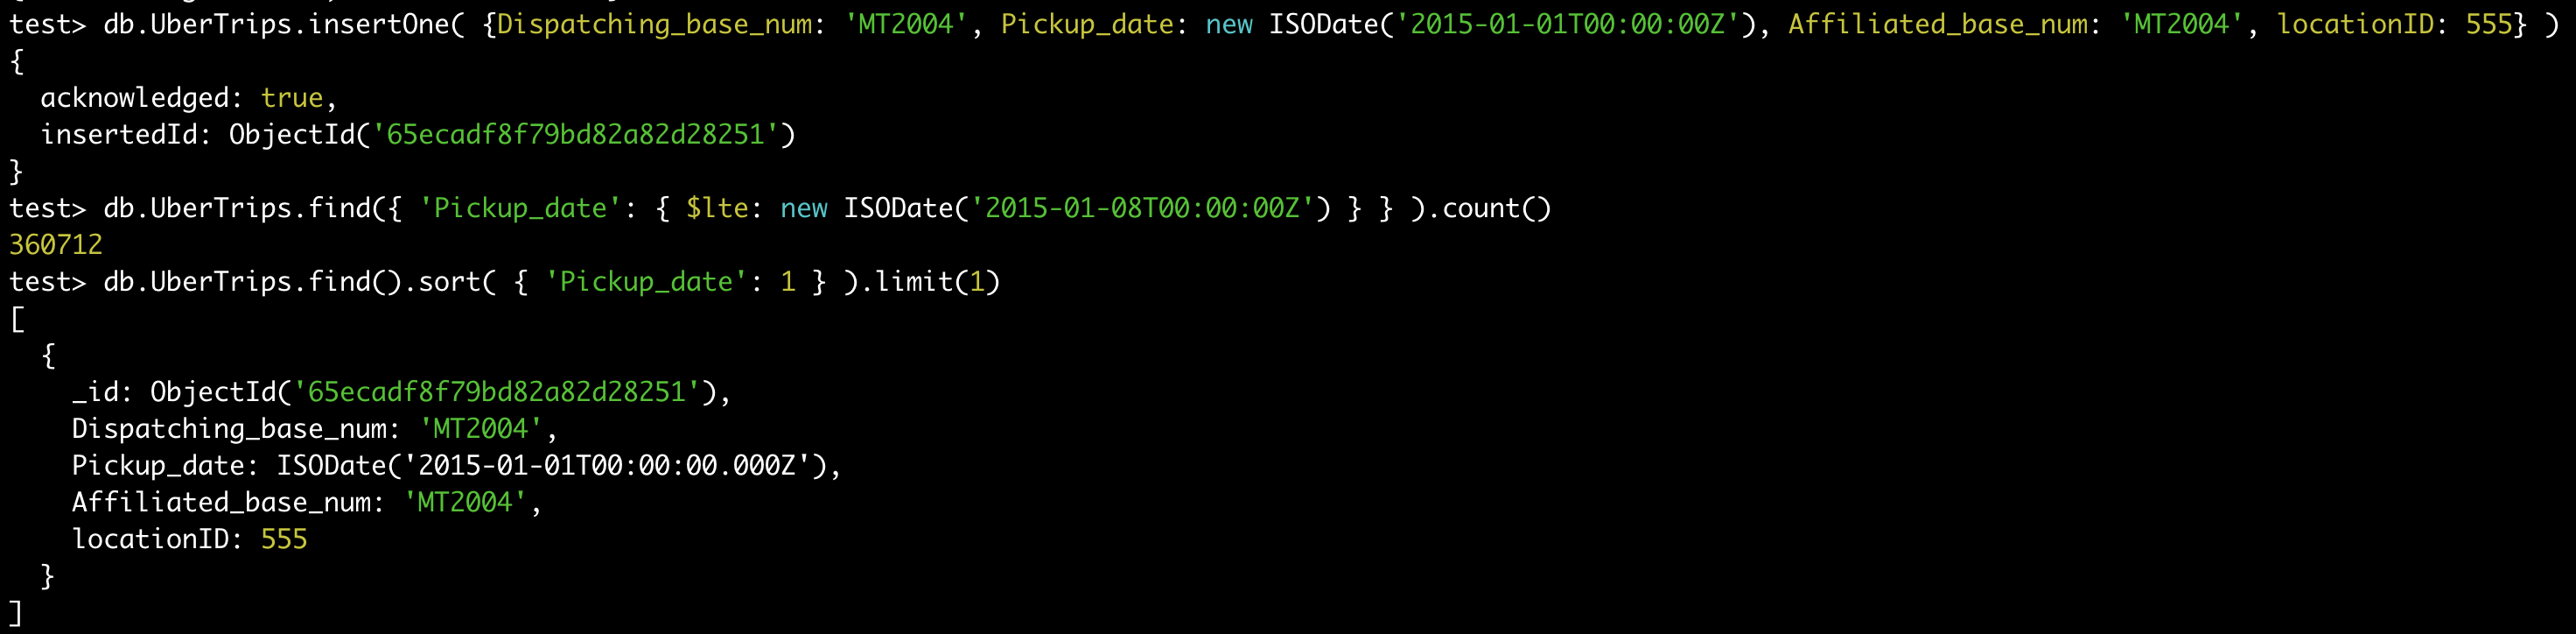 test> db.UberTrips.insertOne( {Dispatching_base_num: 'MT2004', Pickup_date: new ISODate('2015-01-01T00:00:00Z'), Affiliated_base_num: 'MT2004', locationID: 555} )
{
  acknowledged: true,
  insertedId: ObjectId('65ecadf8f79bd82a82d28251')
}
test> db.UberTrips.find({ 'Pickup_date': { $lte: new ISODate('2015-01-08T00:00:00Z') } } ).count()
360712
test> db.UberTrips.find().sort( { 'Pickup_date': 1 } ).limit(1)
[
  {
    _id: ObjectId('65ecadf8f79bd82a82d28251'),
    Dispatching_base_num: 'MT2004',
    Pickup_date: ISODate('2015-01-01T00:00:00.000Z'),
    Affiliated_base_num: 'MT2004',
    locationID: 555
  }
]